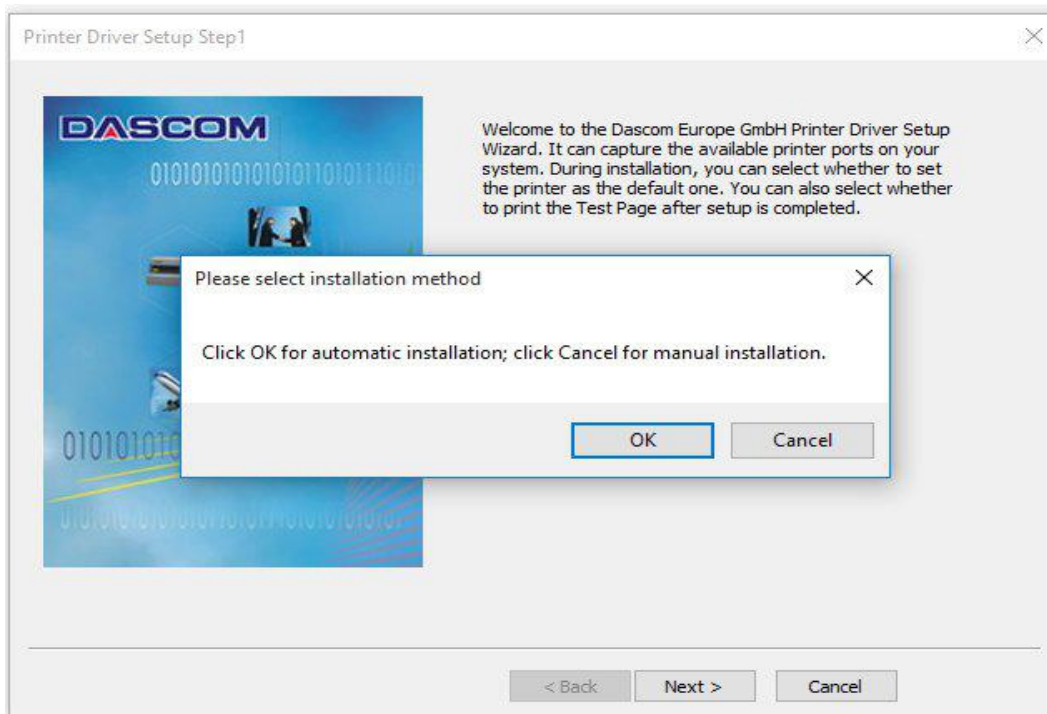 Printer Driver Setup Step1
DASCOM
Welcome to the Dascom Europe GmbH Printer Driver Setup
Wizard. It can capture the available printer ports on your
system. During installation, you can select whether to set
the printer as the default one. You can also select whether
to print the Test Page after setup is completed.
Please select installation method
Click OK for automatic installation; click Cancel for manual installation.
OK
Cancel
< Back
Next >
Cancel